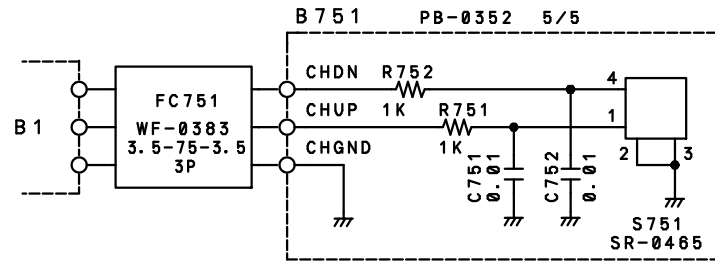 B751 PB-0352 5/5
CHDN R752 4
FC751
1K
CHUP R751 1
B1
WF-0383
3.5-75-3.5
CHGND 1K
3P
2 3
C751 0.01 C752 0.01
S751
SR-0465